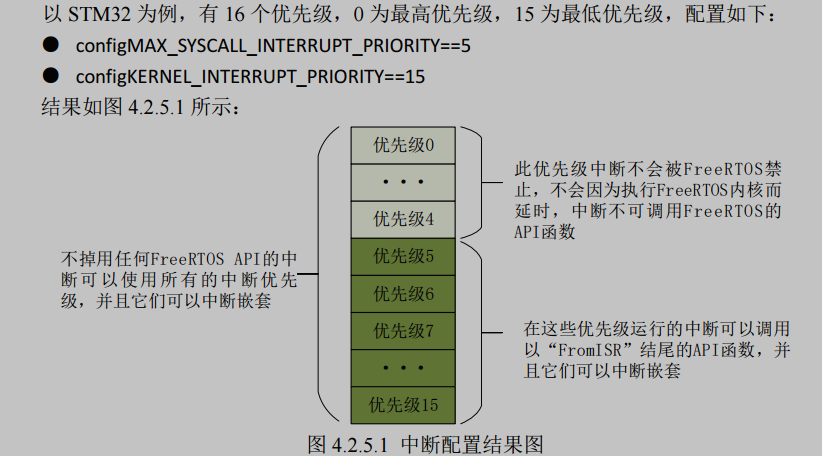 以 STM32 为例，有 16 个优先级，0 为最高优先级，15 为最低优先级，配置如下：
● configMAX_SYSCALL_INTERRUPT_PRIORITY==5
● configKERNEL_INTERRUPT_PRIORITY==15
结果如图 4.2.5.1 所示：
不掉用任何FreeRTOS API的中
断可以使用所有的中断优先
级，并且它们可以中断嵌套
优先级0
···
优先级4
优先级5
优先级6
优先级7
···
优先级15
此优先级中断不会被FreeRTOS禁
止，不会因为执行FreeRTOS内核而
延时，中断不可调用FreeRTOS的
API函数
在这些优先级运行的中断可以调用
以“FromISR”结尾的API函数，并
且它们可以中断嵌套
图 4.2.5.1 中断配置结果图